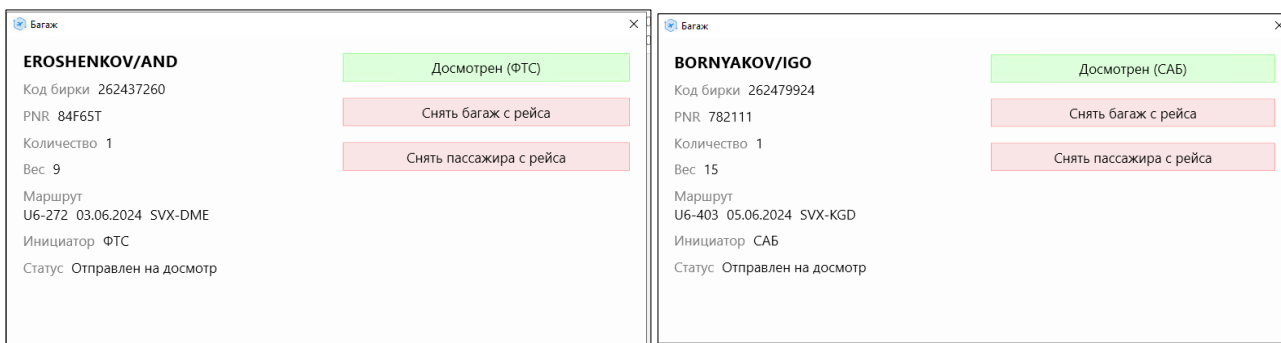 Багаж
EROSHENKOV/AND
Код бирки 262437260
PNR 84F65T
Количество 1
Вес 9
Маршрут
U6-272 03.06.2024 SVX-DME
Инициатор ФТС
Статус Отправлен на досмотр
Досмотрен (ФТС)
Снять багаж с рейса
Снять пассажира с рейса
Багаж
BORNYAKOV/IGO
Код бирки 262479924
PNR 782111
Количество 1
Вес 15
Маршрут
U6-403 05.06.2024 SVX-KGD
Инициатор САБ
Статус Отправлен на досмотр
Досмотрен (САБ)
Снять багаж с рейса
Снять пассажира с рейса